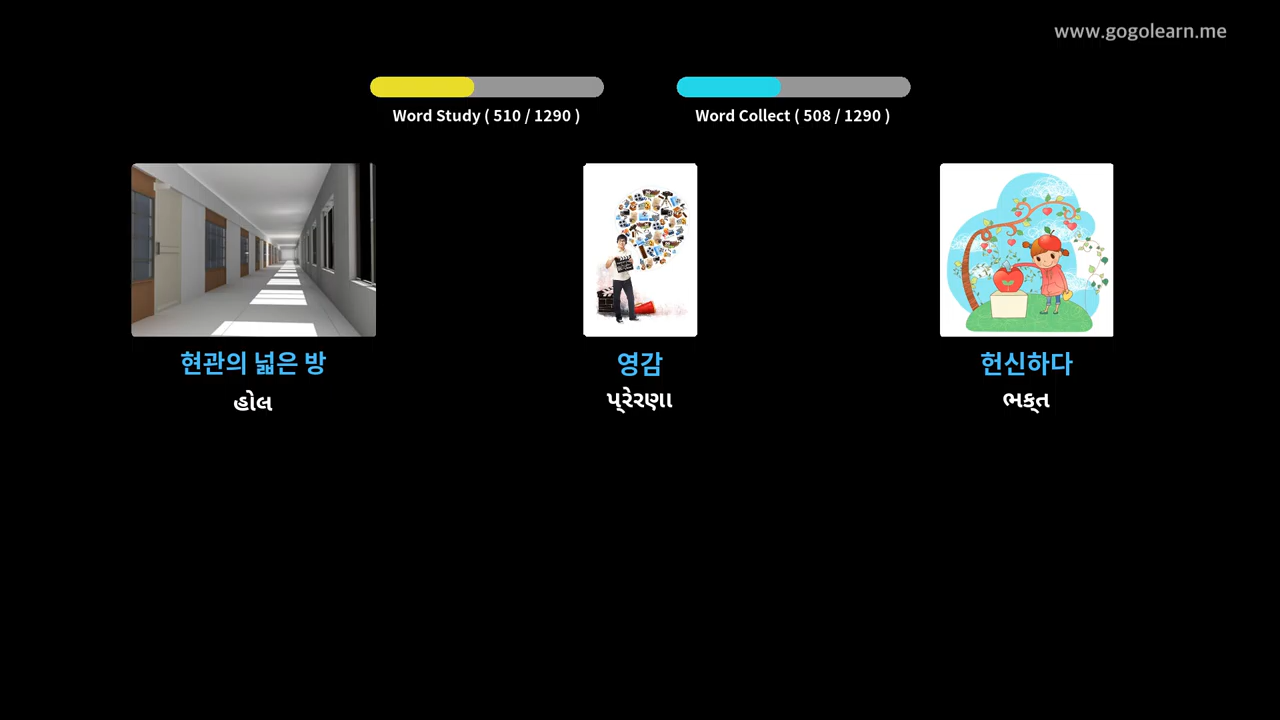 www.gogolearn.me
Word Study ( 510 / 1290 )
Word Collect ( 508 / 1290 )
현관의 넓은 방
હોલ
영감
પ્રેરણા
헌신하다
ભક્ત